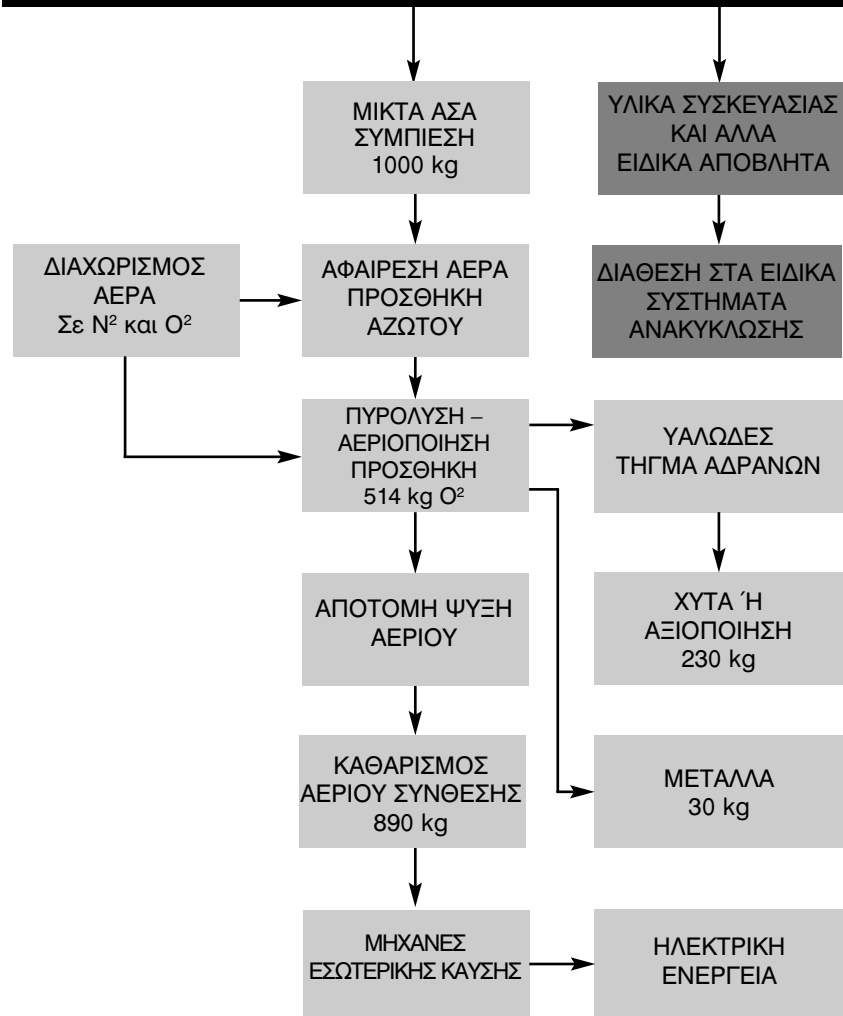 ΜΙΚΤΑ ΑΣΑ
ΣΥΜΠΙΕΣΗ
1000 kg
ΥΛΙΚΑ ΣΥΣΚΕΥΑΣΙΑΣ
ΚΑΙ ΑΛΛΑ
ΕΙΔΙΚΑ ΑΠΟΒΛΗΤΑ
ΔΙΑΧΩΡΙΣΜΟΣ
ΑΕΡΑ
Σε N² και O²
ΑΦΑΙΡΕΣΗ ΑΕΡΑ
ΠΡΟΣΘΗΚΗ
ΑΖΩΤΟΥ
ΔΙΑΘΕΣΗ ΣΤΑ ΕΙΔΙΚΑ
ΣΥΣΤΗΜΑΤΑ
ΑΝΑΚΥΚΛΩΣΗΣ
ΠΥΡΟΛΥΣΗ –
ΑΕΡΙΟΠΟΙΗΣΗ
ΠΡΟΣΘΗΚΗ
514 kg O²
ΥΑΛΩΔΕΣ
ΤΗΓΜΑ ΑΔΡΑΝΩΝ
ΑΠΟΤΟΜΗ ΨΥΞΗ
ΑΕΡΙΟΥ
ΧΥΤΑ Ή
ΑΞΙΟΠΟΙΗΣΗ
230 kg
ΚΑΘΑΡΙΣΜΟΣ
ΑΕΡΙΟΥ ΣΥΝΘΕΣΗΣ
890 kg
ΜΕΤΑΛΛΑ
30 kg
ΜΗΧΑΝΕΣ
ΕΣΩΤΕΡΙΚΗΣ ΚΑΥΣΗΣ
ΗΛΕΚΤΡΙΚΗ
ΕΝΕΡΓΕΙΑ